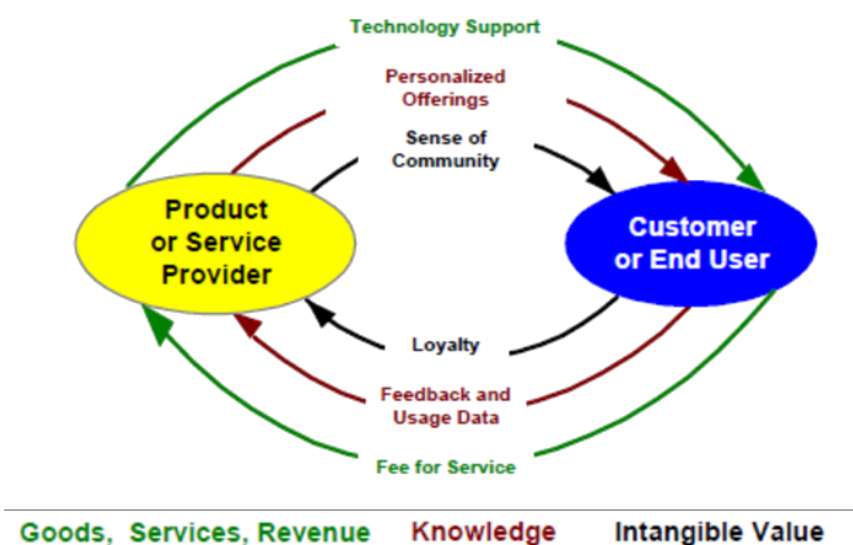 Technology Support
Personalized
Offerings
Sense of
Community
Product
or Service
Provider
Customer
or End User
Loyalty
Feedback and
Usage Data
Fee for Service
Goods, Services, Revenue
Knowledge
Intangible Value